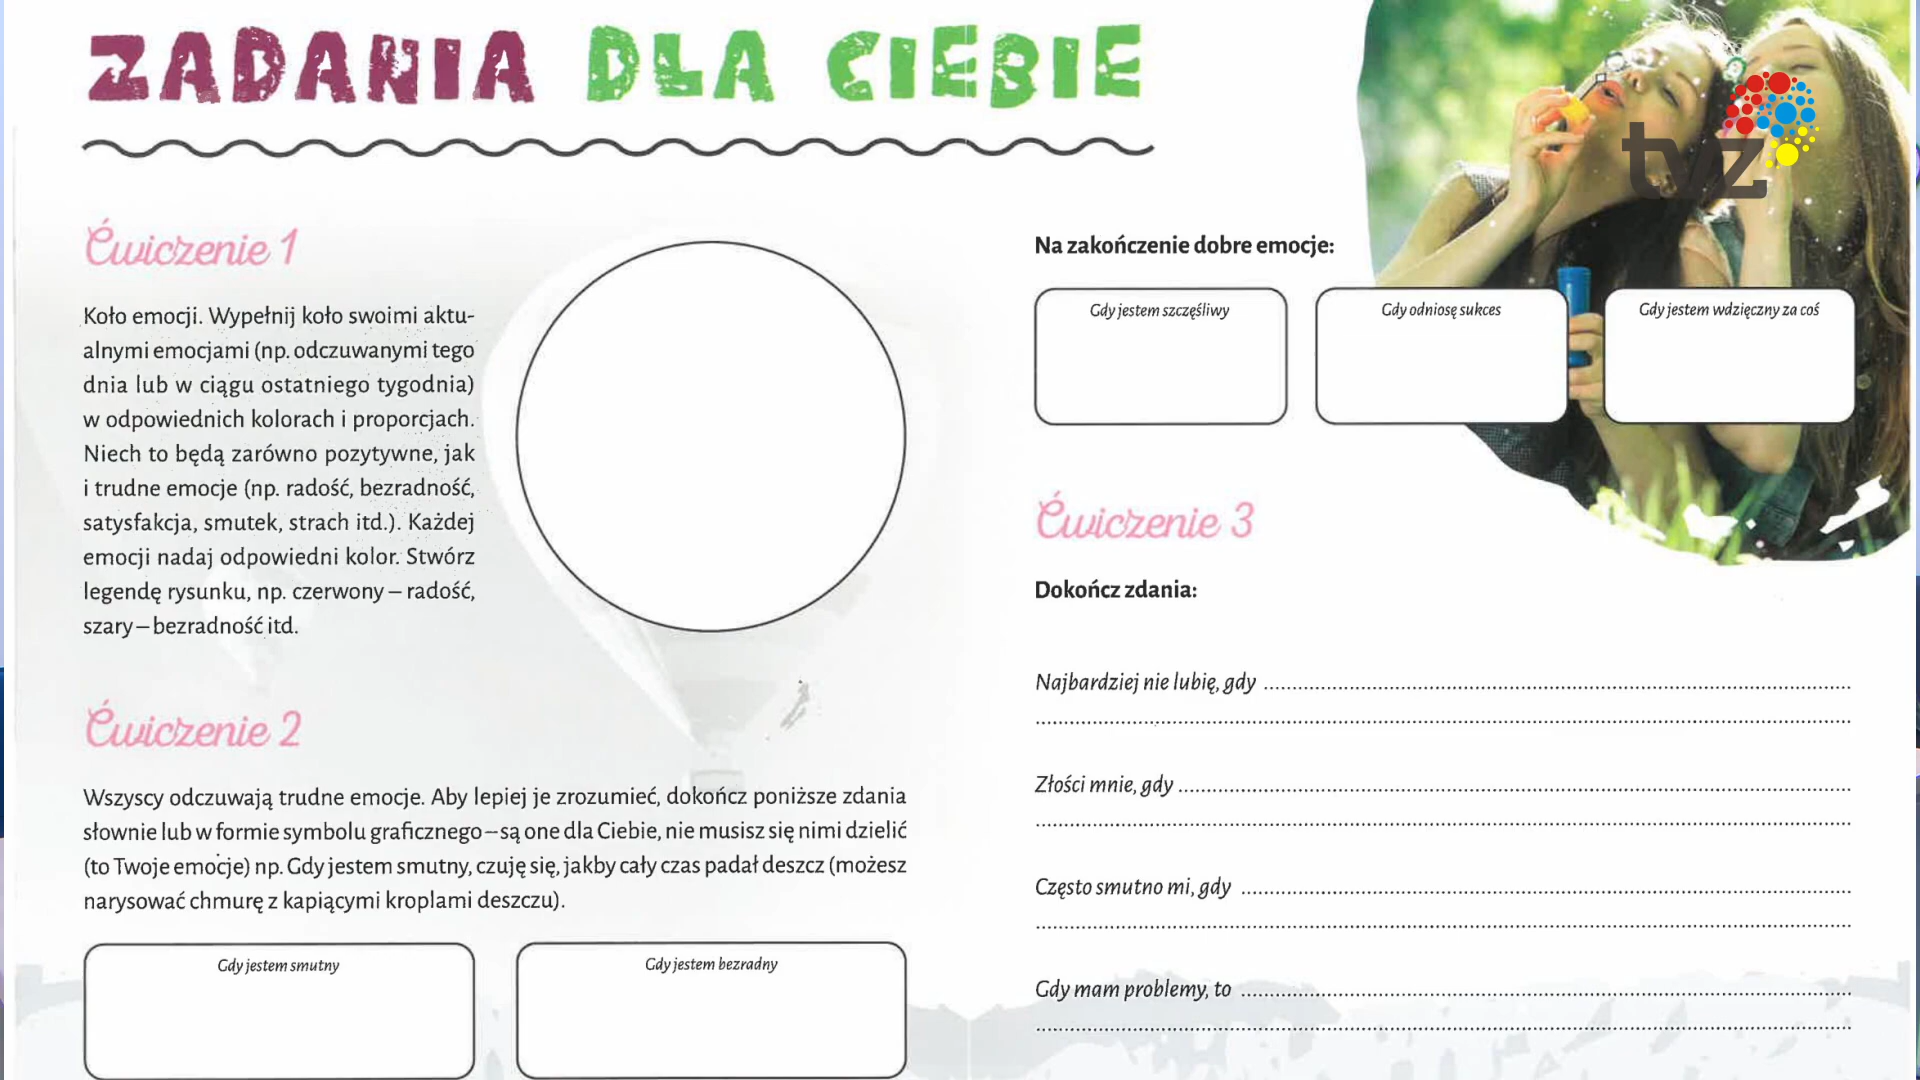 ZADANIA DLA CIEBIE
tvz
Ćwiczenie 1
Koło emocji. Wypełnij koło swoimi aktu-
alnymi emocjami (np. odczuwanymi tego
dnia lub w ciągu ostatniego tygodnia)
w odpowiednich kolorach i proporcjach.
Niech to będą zarówno pozytywne, jak
i trudne emocje (np. radość, bezradność,
satysfakcja, smutek, strach itd.). Każdej
emocji nadaj odpowiedni kolor. Stwórz
legendę rysunku, np. czerwony – radość,
szary – bezradność itd.
Ćwiczenie 2
Wszyscy odczuwają trudne emocje. Aby lepiej je zrozumieć, dokończ poniższe zdania
słownie lub w formie symbolu graficznego – są one dla Ciebie, nie musisz się nimi dzielić
(to Twoje emocje) np. Gdy jestem smutny, czuję się, jakby cały czas padał deszcz (możesz
narysować chmurę z kapiącymi kroplami deszczu).
Gdy jestem smutny
Gdy jestem bezradny
Na zakończenie dobre emocje:
Gdy jestem szczęśliwy
Gdy odniosę sukces
Gdy jestem wdzięczny za coś
Ćwiczenie 3
Dokończ zdania:
Najbardziej nie lubię, gdy
Złości mnie, gdy
Często smutno mi, gdy
Gdy mam problemy, to